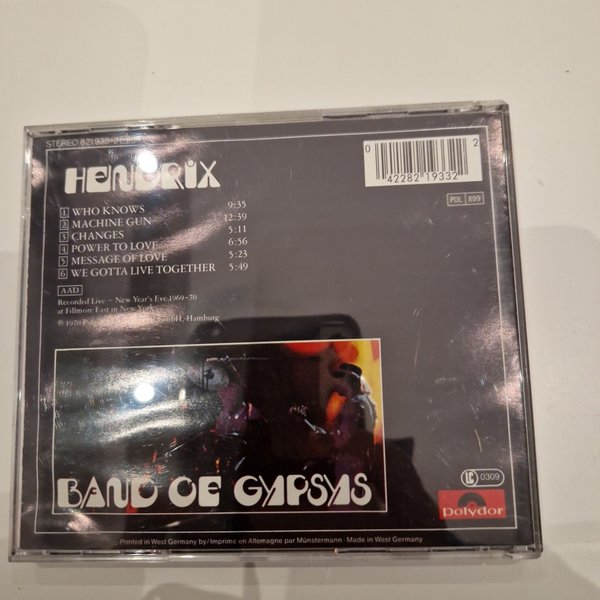 STEREO 821 933-2
HENDRIX
0 42282 19332 2
POL 899
1 WHO KNOWS 9:35
2 MACHINE GUN 12:39
3 CHANGES 5:11
4 POWER TO LOVE 6:56
5 MESSAGE OF LOVE 5:23
6 WE GOTTA LIVE TOGETHER 5:49
AAD
Recorded Live – New Year's Eve 1969–70
at Fillmore East in New York
℗ 1970 GmbH, Hamburg
BAND OF GYPSYS
LC 0309
polydor
Printed in West Germany by/Imprimé en Allemagne par Münstermann · Made in West Germany